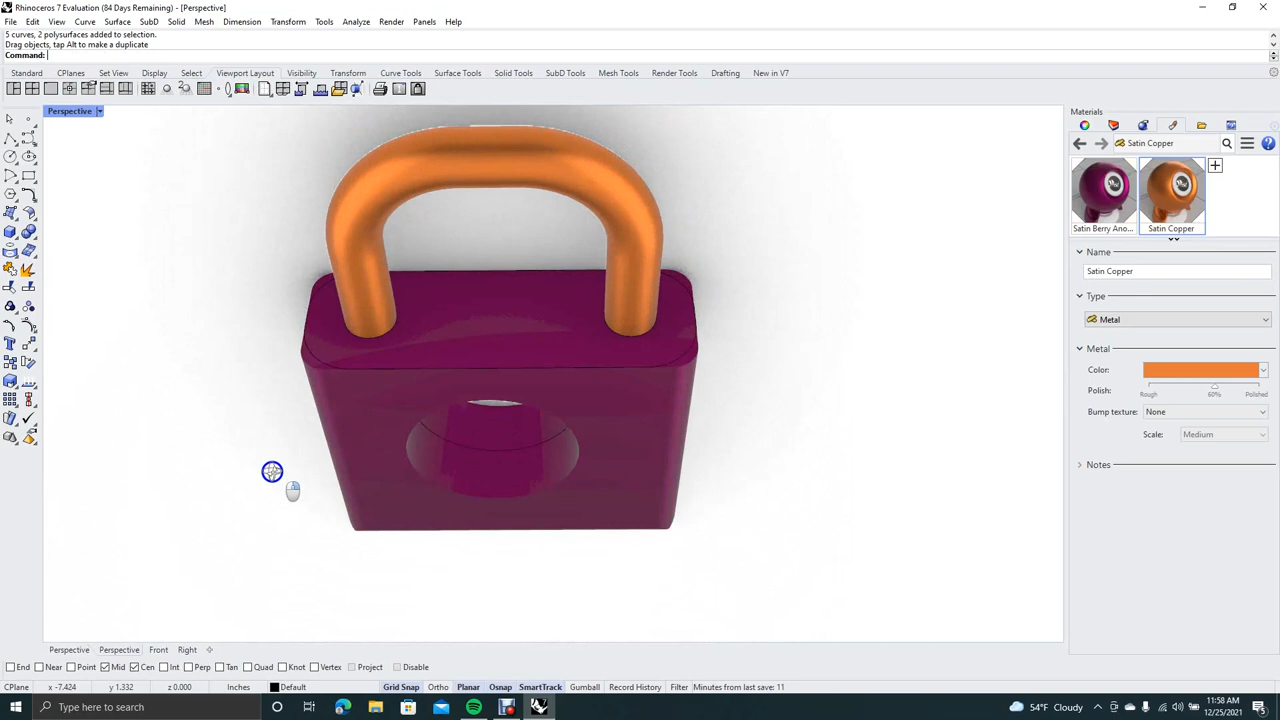 Rhinoceros 7 Evaluation (84 Days Remaining) - [Perspective]
File Edit View Curve Surface SubD Solid Mesh Dimension Transform Tools Analyze Render Panels Help
5 curves, 2 polysurfaces added to selection.
Drag objects, tap Alt to make a duplicate
Command:
Standard CPlanes Set View Display Select Viewport Layout Visibility Transform Curve Tools Surface Tools Solid Tools SubD Tools Mesh Tools Render Tools Drafting New in V7
Perspective
Materials
Satin Copper
Satin Berry Ano... Satin Copper
Name
Satin Copper
Type
Metal
Metal
Color:
Polish:
Rough 60% Polished
Bump texture: None
Scale: Medium
Notes
Perspective Perspective Front Right
End Near Point Mid Cen Int Perp Tan Quad Knot Vertex Project Disable
CPlane x -7.424 y 1.332 z 0.000 Inches Default Grid Snap Ortho Planar Osnap SmartTrack Gumball Record History Filter Minutes from last save: 11
Type here to search
54°F Cloudy
11:58 AM
12/25/2021